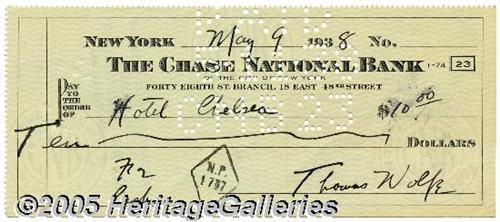 NEW YORK May 9 1938 No.
THE CHASE NATIONAL BANK 1-74 23
OF THE CITY OF NEW YORK
FORTY EIGHTH ST. BRANCH, 18 EAST 48TH STREET
PAY TO THE ORDER OF Hotel Chelsea $10.00
Ten DOLLARS
N.P.
1787
Thomas Wolfe
©2005 HeritageGalleries.com